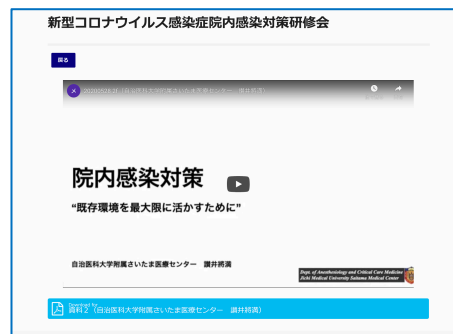 新型コロナウイルス感染症院内感染対策研修会
戻る
院内感染対策
“既存環境を最大限に活かすために”
自治医科大学附属さいたま医療センター　讃井將満
Dept. of Anesthesiology and Critical Care Medicine
Jichi Medical University Saitama Medical Center
Download for
資料２（自治医科大学附属さいたま医療センター　讃井將満）